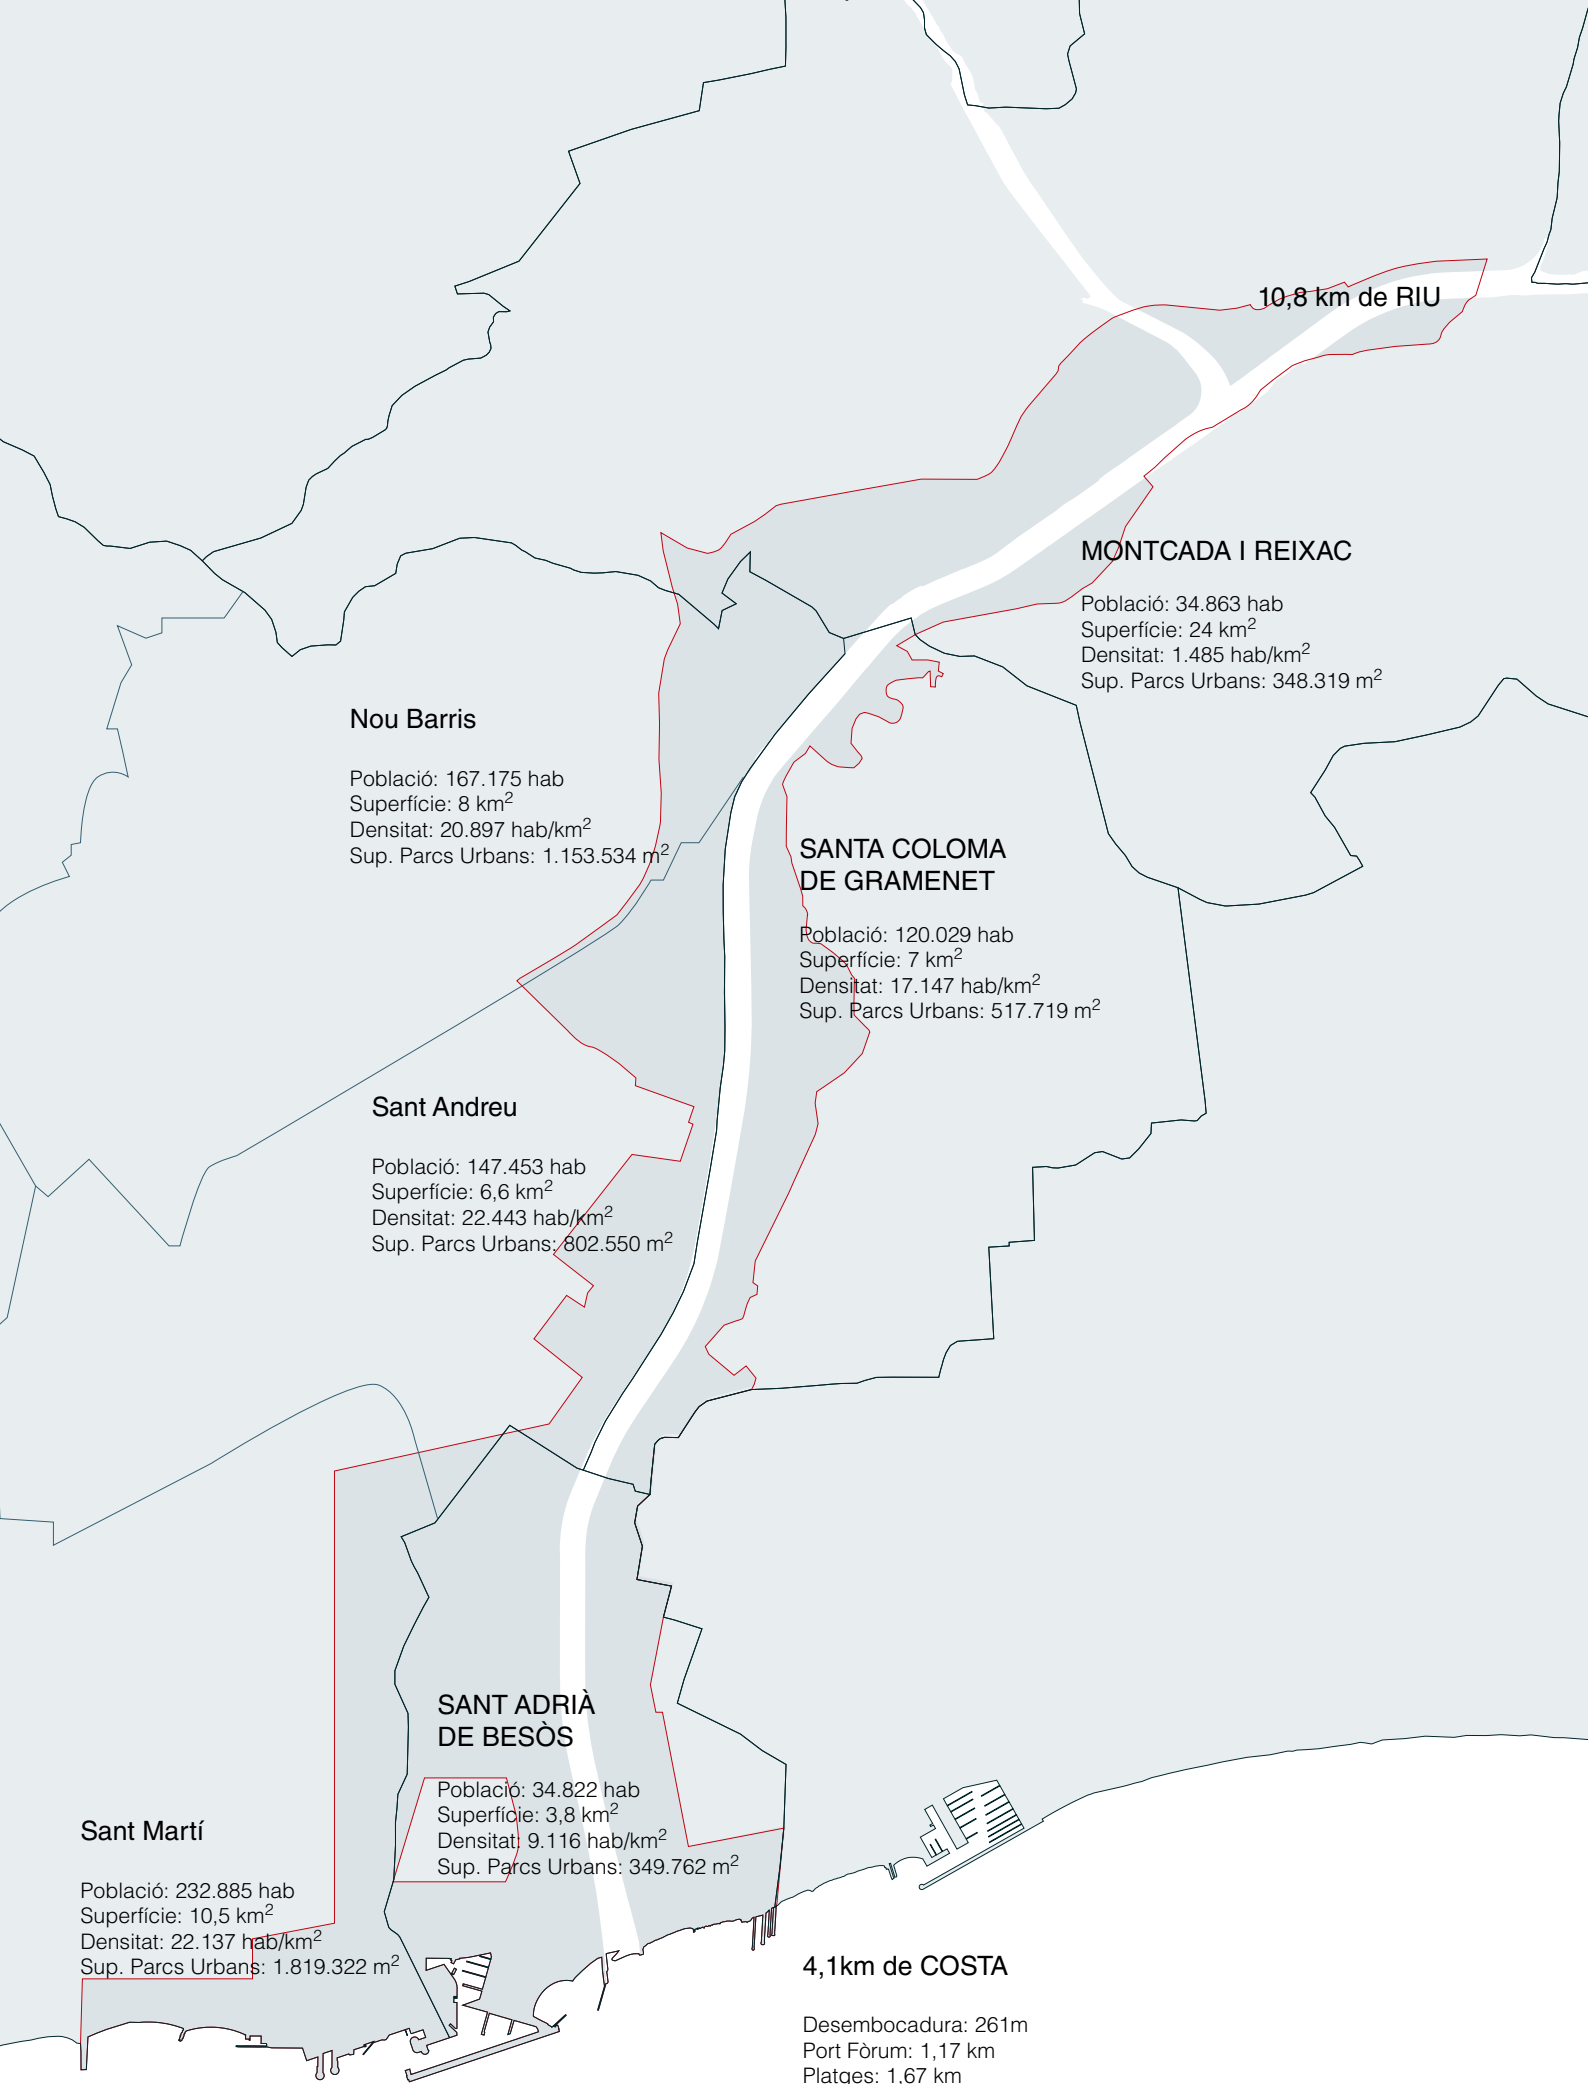 10,8 km de RIU
MONTCADA I REIXAC
Població: 34.863 hab
Superfície: 24 km²
Densitat: 1.485 hab/km²
Sup. Parcs Urbans: 348.319 m²
Nou Barris
Població: 167.175 hab
Superfície: 8 km²
Densitat: 20.897 hab/km²
Sup. Parcs Urbans: 1.153.534 m²
SANTA COLOMA
DE GRAMENET
Població: 120.029 hab
Superfície: 7 km²
Densitat: 17.147 hab/km²
Sup. Parcs Urbans: 517.719 m²
Sant Andreu
Població: 147.453 hab
Superfície: 6,6 km²
Densitat: 22.443 hab/km²
Sup. Parcs Urbans: 802.550 m²
SANT ADRIÀ
DE BESÒS
Població: 34.822 hab
Superfície: 3,8 km²
Densitat: 9.116 hab/km²
Sup. Parcs Urbans: 349.762 m²
Sant Martí
Població: 232.885 hab
Superfície: 10,5 km²
Densitat: 22.137 hab/km²
Sup. Parcs Urbans: 1.819.322 m²
4,1km de COSTA
Desembocadura: 261m
Port Fòrum: 1,17 km
Platges: 1,67 km